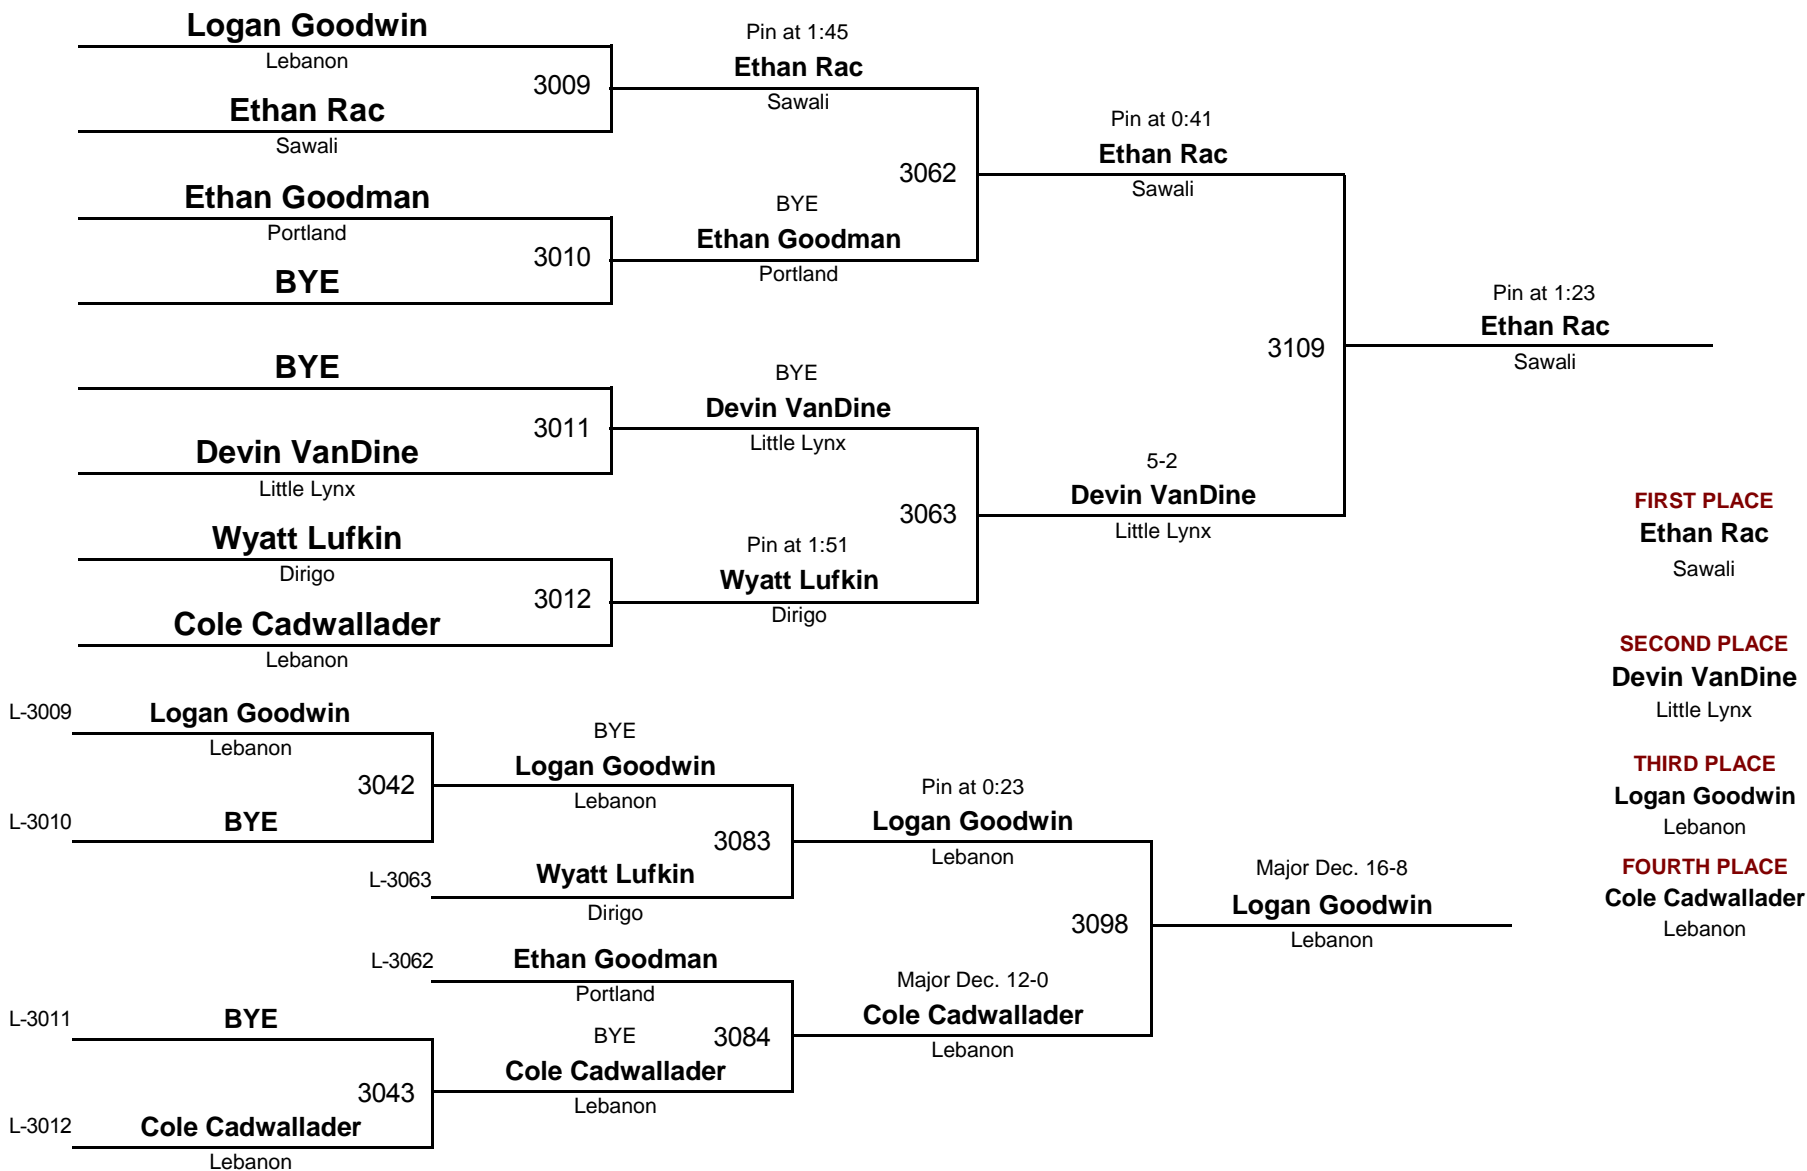 Logan Goodwin
Lebanon
3009
Ethan Rac
Sawali
Ethan Goodman
Portland
3010
BYE
BYE
3011
Devin VanDine
Little Lynx
Wyatt Lufkin
Dirigo
3012
Cole Cadwallader
Lebanon
Pin at 1:45
Ethan Rac
Sawali
3062
BYE
Ethan Goodman
Portland
BYE
Devin VanDine
Little Lynx
3063
Pin at 1:51
Wyatt Lufkin
Dirigo
Pin at 0:41
Ethan Rac
Sawali
3109
5-2
Devin VanDine
Little Lynx
Pin at 1:23
Ethan Rac
Sawali
FIRST PLACE
Ethan Rac
Sawali
SECOND PLACE
Devin VanDine
Little Lynx
THIRD PLACE
Logan Goodwin
Lebanon
FOURTH PLACE
Cole Cadwallader
Lebanon
L-3009
Logan Goodwin
Lebanon
3042
L-3010
BYE
BYE
Logan Goodwin
Lebanon
3083
L-3063
Wyatt Lufkin
Dirigo
L-3062
Ethan Goodman
Portland
L-3011
BYE
BYE
3084
Cole Cadwallader
Lebanon
3043
L-3012
Cole Cadwallader
Lebanon
Pin at 0:23
Logan Goodwin
Lebanon
3098
Major Dec. 12-0
Cole Cadwallader
Lebanon
Major Dec. 16-8
Logan Goodwin
Lebanon